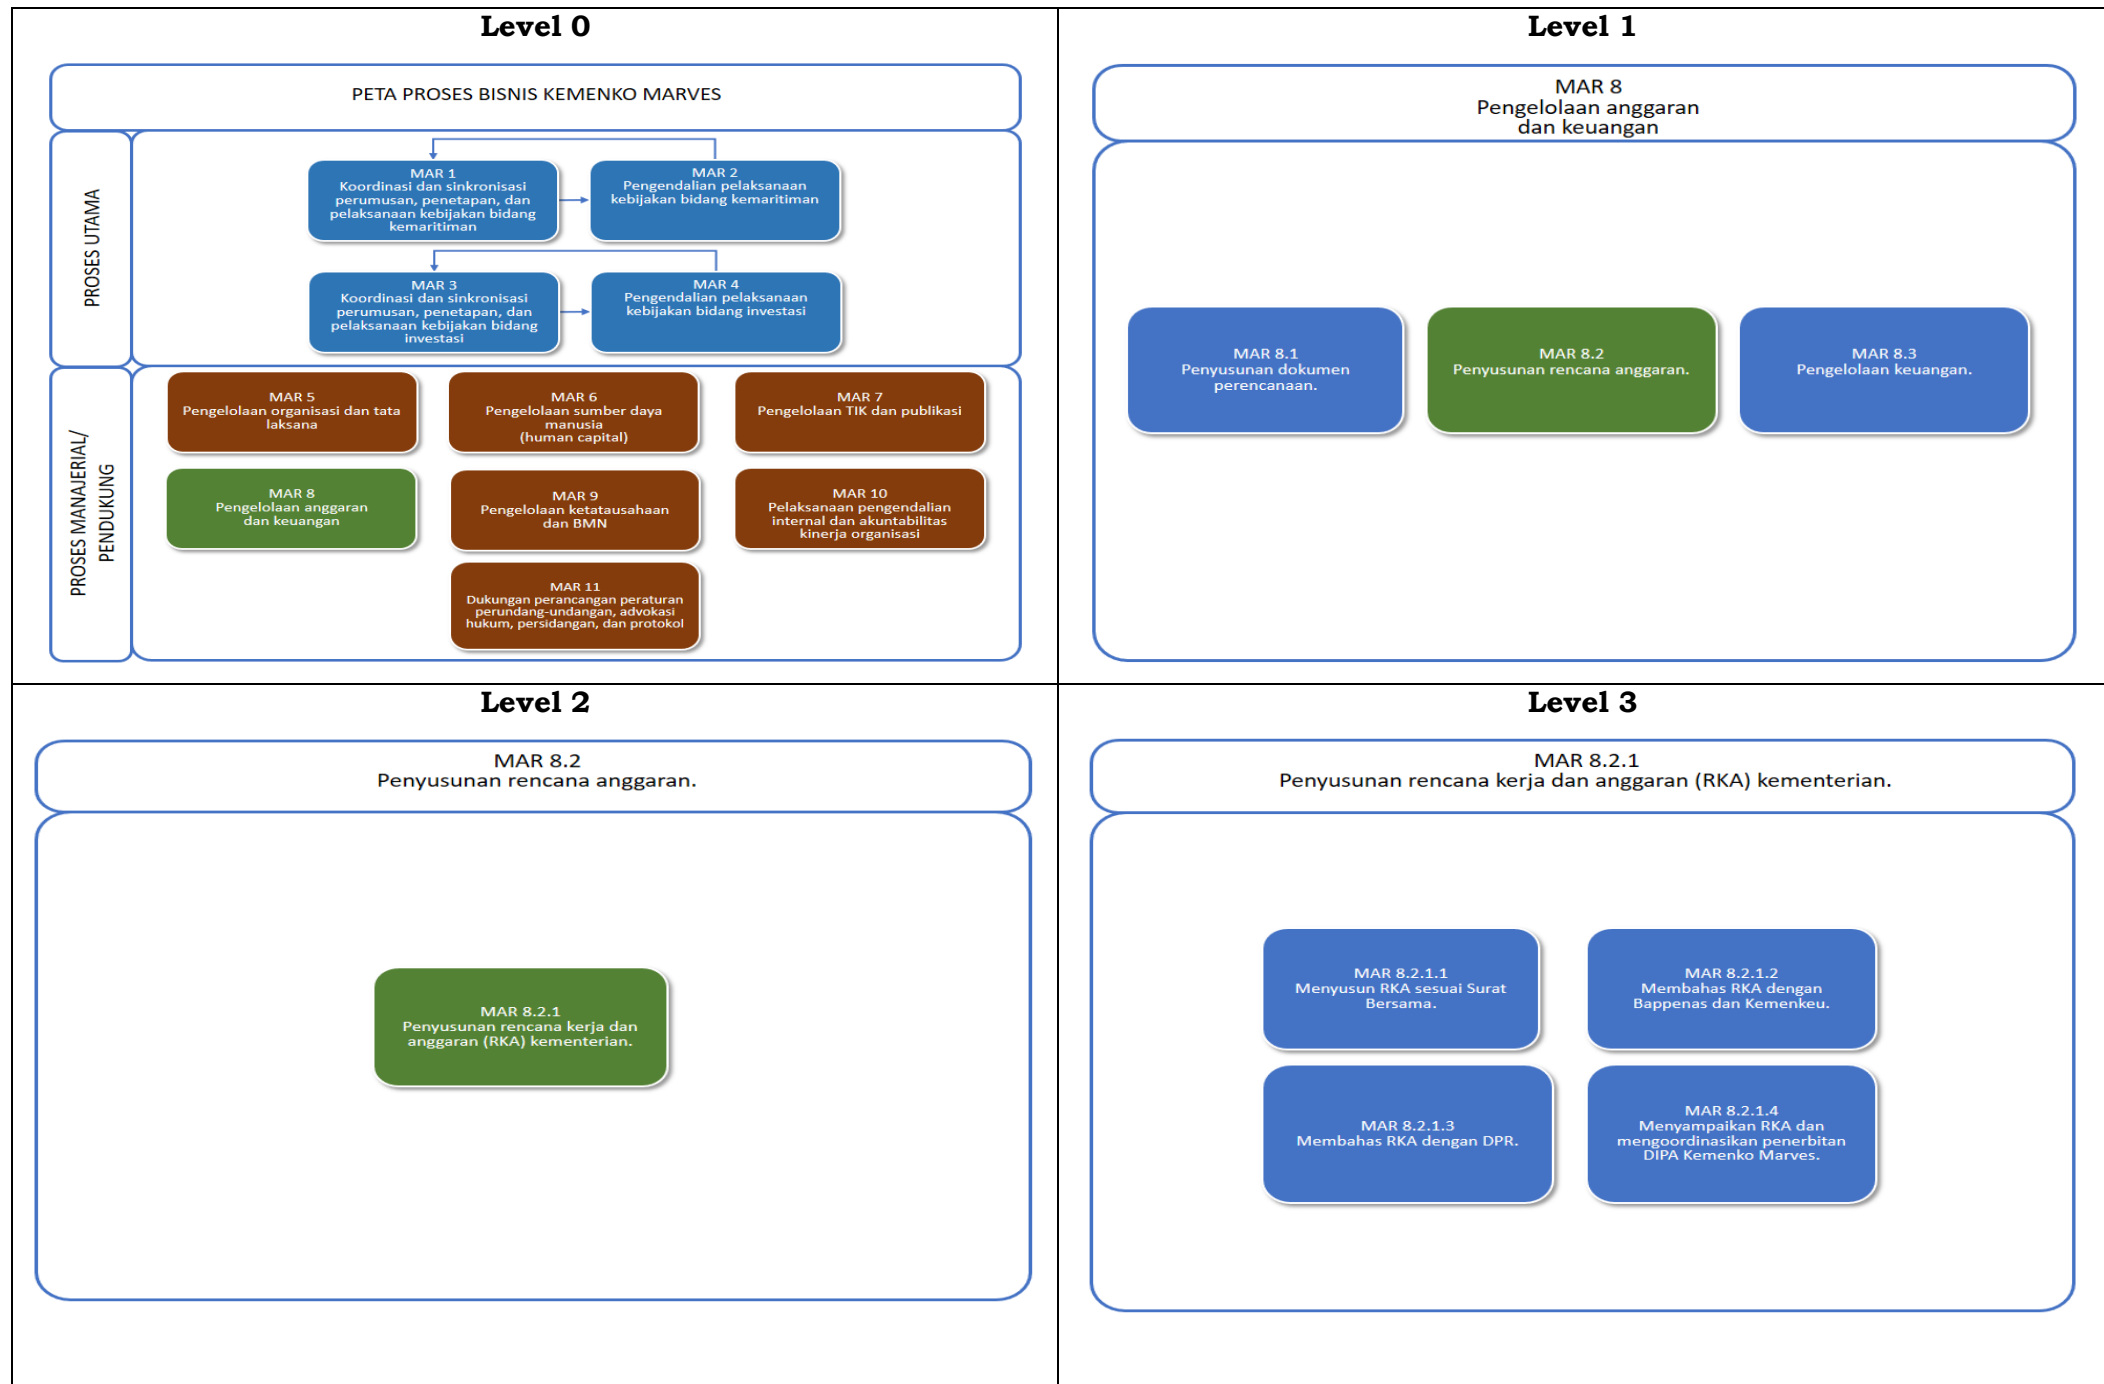 Level 0
PETA PROSES BISNIS KEMENKO MARVES
PROSES UTAMA
MAR 1
Koordinasi dan sinkronisasi
perumusan, penetapan, dan
pelaksanaan kebijakan bidang
kemaritiman
MAR 2
Pengendalian pelaksanaan
kebijakan bidang kemaritiman
MAR 3
Koordinasi dan sinkronisasi
perumusan, penetapan, dan
pelaksanaan kebijakan bidang
investasi
MAR 4
Pengendalian pelaksanaan
kebijakan bidang investasi
PROSES MANAJERIAL/
PENDUKUNG
MAR 5
Pengelolaan organisasi dan tata
laksana
MAR 6
Pengelolaan sumber daya
manusia
(human capital)
MAR 7
Pengelolaan TIK dan publikasi
MAR 8
Pengelolaan anggaran
dan keuangan
MAR 9
Pengelolaan ketatausahaan
dan BMN
MAR 10
Pelaksanaan pengendalian
internal dan akuntabilitas
kinerja organisasi
MAR 11
Dukungan perancangan peraturan
perundang-undangan, advokasi
hukum, persidangan, dan protokol
Level 1
MAR 8
Pengelolaan anggaran
dan keuangan
MAR 8.1
Penyusunan dokumen
perencanaan.
MAR 8.2
Penyusunan rencana anggaran.
MAR 8.3
Pengelolaan keuangan.
Level 2
MAR 8.2
Penyusunan rencana anggaran.
MAR 8.2.1
Penyusunan rencana kerja dan
anggaran (RKA) kementerian.
Level 3
MAR 8.2.1
Penyusunan rencana kerja dan anggaran (RKA) kementerian.
MAR 8.2.1.1
Menyusun RKA sesuai Surat
Bersama.
MAR 8.2.1.2
Membahas RKA dengan
Bappenas dan Kemenkeu.
MAR 8.2.1.3
Membahas RKA dengan DPR.
MAR 8.2.1.4
Menyampaikan RKA dan
mengoordinasikan penerbitan
DIPA Kemenko Marves.